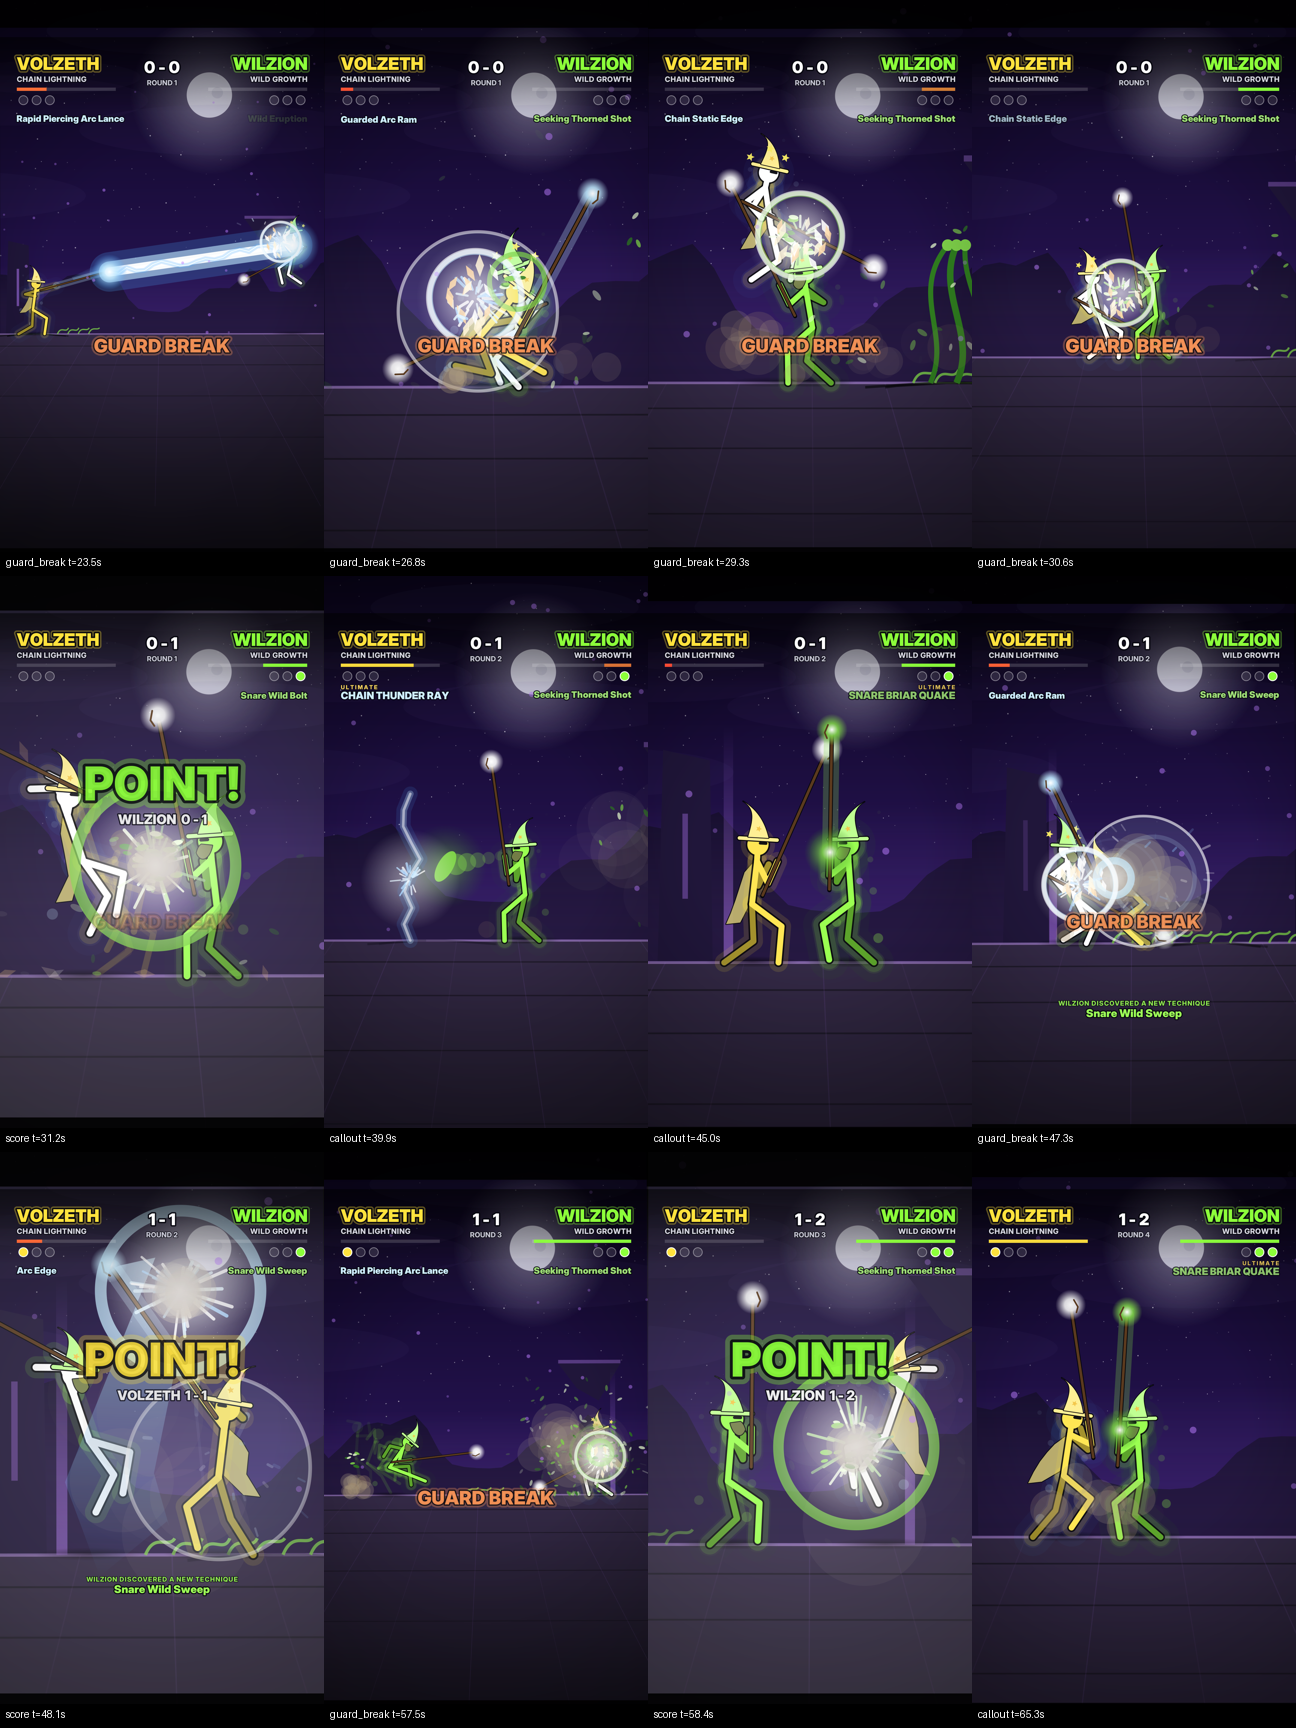 VOLZETH 0-0 WILZION
CHAIN LIGHTNING ROUND 1 WILD GROWTH
Rapid Piercing Arc Lance Wild Eruption
GUARD BREAK
guard_break t=23.5s
VOLZETH 0-0 WILZION
CHAIN LIGHTNING ROUND 1 WILD GROWTH
Guarded Arc Ram Seeking Thorned Shot
GUARD BREAK
guard_break t=26.8s
VOLZETH 0-0 WILZION
CHAIN LIGHTNING ROUND 1 WILD GROWTH
Chain Static Edge Seeking Thorned Shot
GUARD BREAK
guard_break t=29.3s
VOLZETH 0-0 WILZION
CHAIN LIGHTNING ROUND 1 WILD GROWTH
Chain Static Edge Seeking Thorned Shot
GUARD BREAK
guard_break t=30.6s
VOLZETH 0-1 WILZION
CHAIN LIGHTNING ROUND 1 WILD GROWTH
Snare Wild Bolt
POINT!
WILZION 0-1
GUARD BREAK
score t=31.2s
VOLZETH 0-1 WILZION
CHAIN LIGHTNING ROUND 2 WILD GROWTH
ULTIMATE
CHAIN THUNDER RAY Seeking Thorned Shot
callout t=39.9s
VOLZETH 0-1 WILZION
CHAIN LIGHTNING ROUND 2 WILD GROWTH
ULTIMATE
SNARE BRIAR QUAKE
callout t=45.0s
VOLZETH 0-1 WILZION
CHAIN LIGHTNING ROUND 2 WILD GROWTH
Guarded Arc Ram Snare Wild Sweep
GUARD BREAK
WILZION DISCOVERED A NEW TECHNIQUE
Snare Wild Sweep
guard_break t=47.3s
VOLZETH 1-1 WILZION
CHAIN LIGHTNING ROUND 2 WILD GROWTH
Arc Edge Snare Wild Sweep
POINT!
VOLZETH 1-1
WILZION DISCOVERED A NEW TECHNIQUE
Snare Wild Sweep
score t=48.1s
VOLZETH 1-1 WILZION
CHAIN LIGHTNING ROUND 3 WILD GROWTH
Rapid Piercing Arc Lance Seeking Thorned Shot
GUARD BREAK
guard_break t=57.5s
VOLZETH 1-2 WILZION
CHAIN LIGHTNING ROUND 3 WILD GROWTH
Seeking Thorned Shot
POINT!
WILZION 1-2
score t=58.4s
VOLZETH 1-2 WILZION
CHAIN LIGHTNING ROUND 4 WILD GROWTH
ULTIMATE
SNARE BRIAR QUAKE
callout t=65.3s